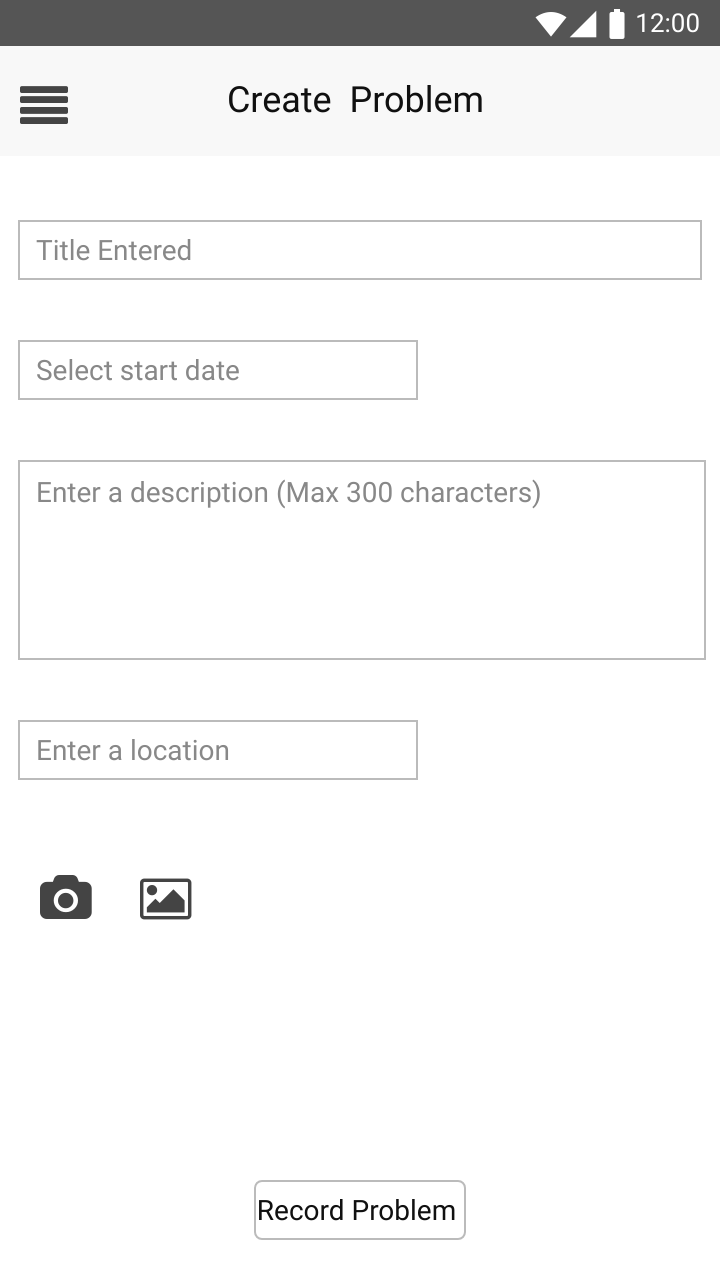 12:00
Create Problem
Title Entered
Select start date
Enter a description (Max 300 characters)
Enter a location
Record Problem